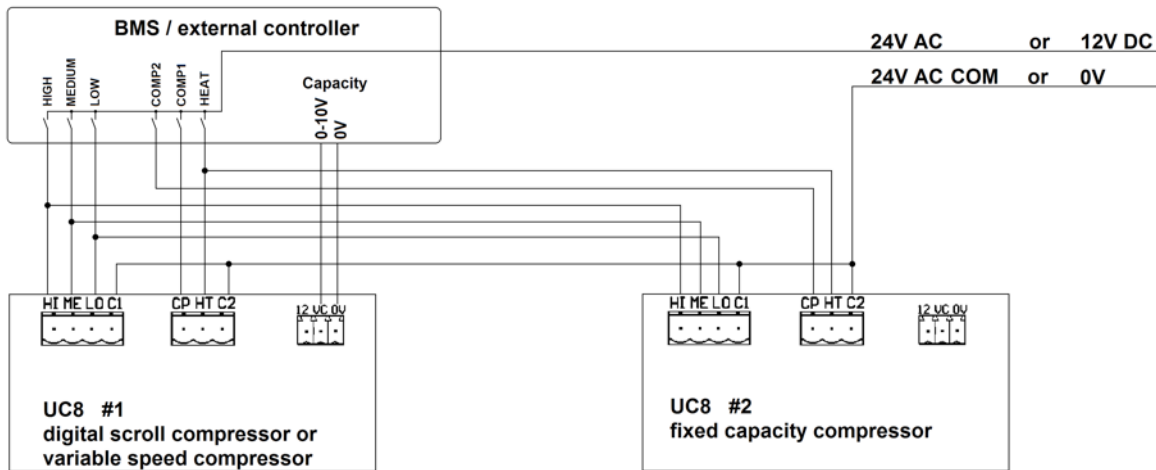 BMS / external controller
24V AC or 12V DC
24V AC COM or 0V
HIGH
MEDIUM
LOW
COMP2
COMP1
HEAT
Capacity
0-10V
0V
HI ME LO C1
CP HT C2
12 VC 0V
HI ME LO C1
CP HT C2
12 VC 0V
UC8 #1
digital scroll compressor or
variable speed compressor
UC8 #2
fixed capacity compressor